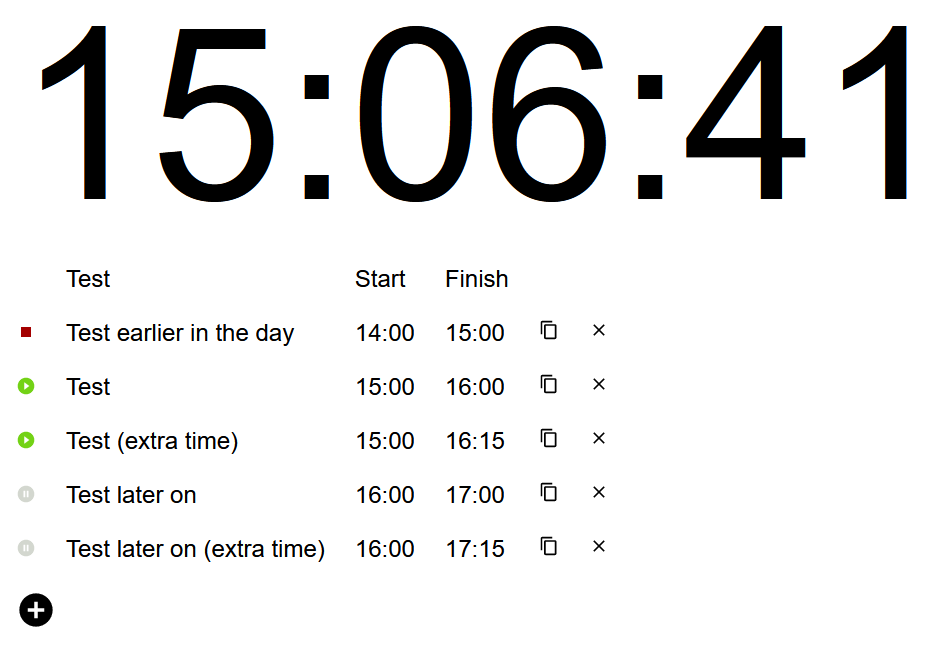 15:06:41
Test Start Finish
Test earlier in the day 14:00 15:00
Test 15:00 16:00
Test (extra time) 15:00 16:15
Test later on 16:00 17:00
Test later on (extra time) 16:00 17:15